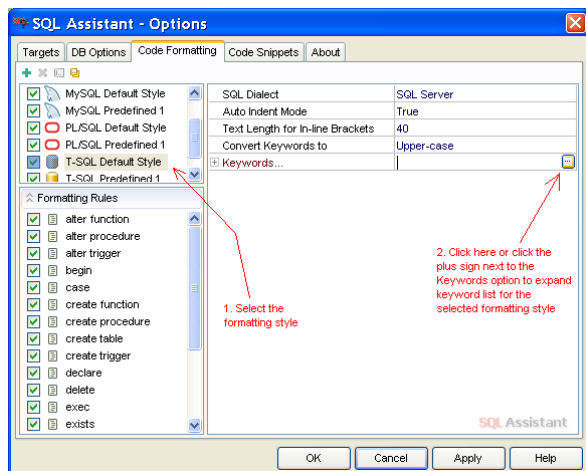 SQL Assistant - Options
Targets DB Options Code Formatting Code Snippets About
MySQL Default Style
MySQL Predefined 1
PL/SQL Default Style
PL/SQL Predefined 1
T-SQL Default Style
T-SQL Predefined 1
SQL Dialect SQL Server
Auto Indent Mode True
Text Length for In-line Brackets 40
Convert Keywords to Upper-case
Keywords...
Formatting Rules
alter function
alter procedure
alter trigger
begin
case
create function
create procedure
create table
create trigger
declare
delete
exec
exists
1. Select the
formatting style
2. Click here or click the
plus sign next to the
Keywords option to expand
keyword list for the
selected formatting style
SQL Assistant
OK Cancel Apply Help